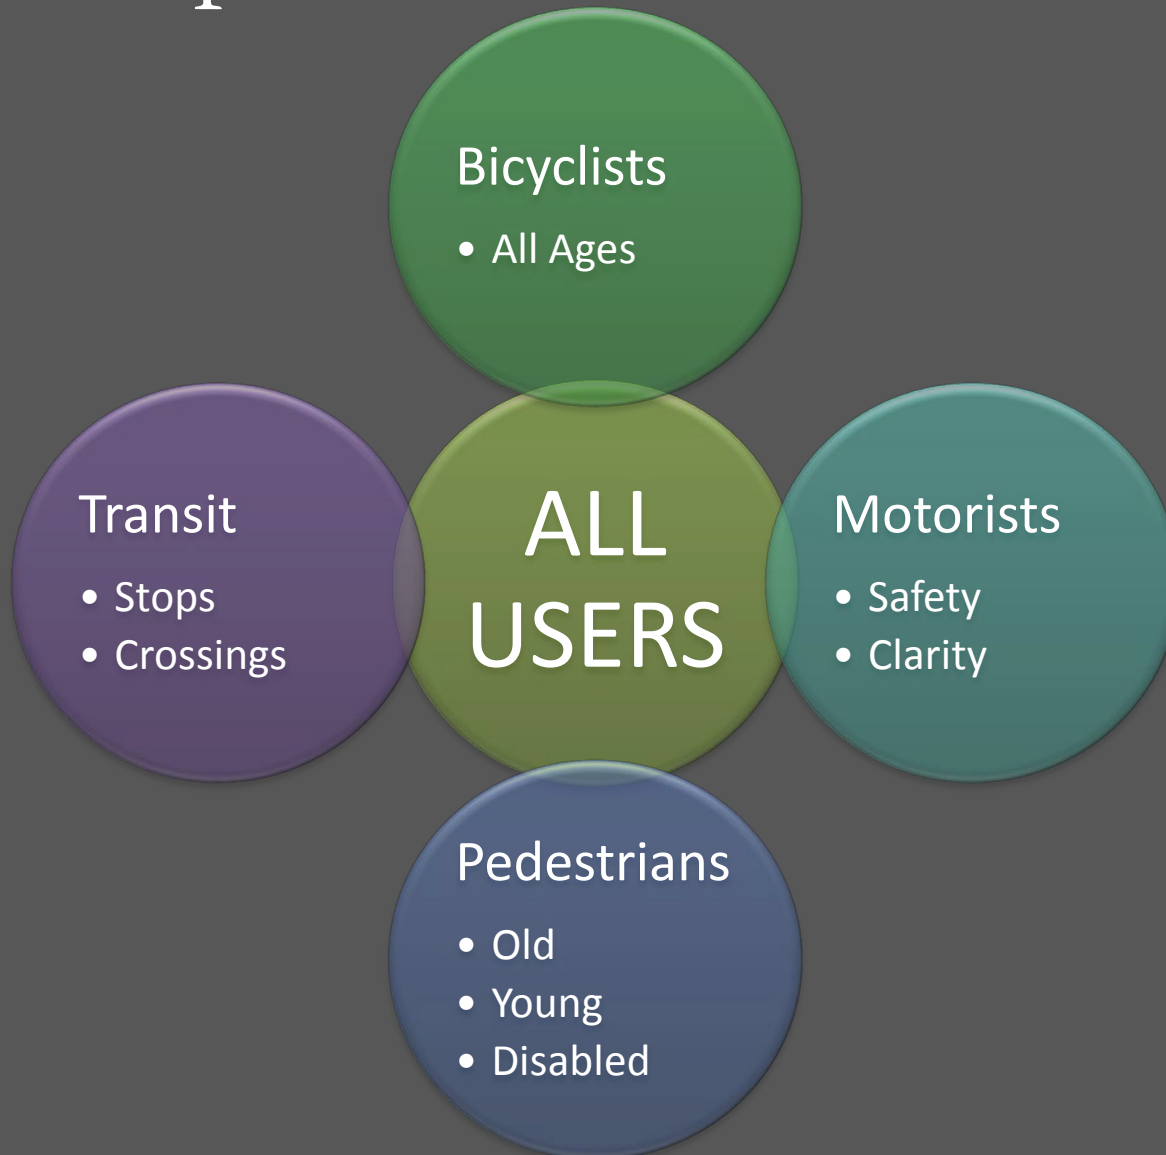 Bicyclists
• All Ages
Transit
• Stops
• Crossings
ALL
USERS
Motorists
• Safety
• Clarity
Pedestrians
• Old
• Young
• Disabled